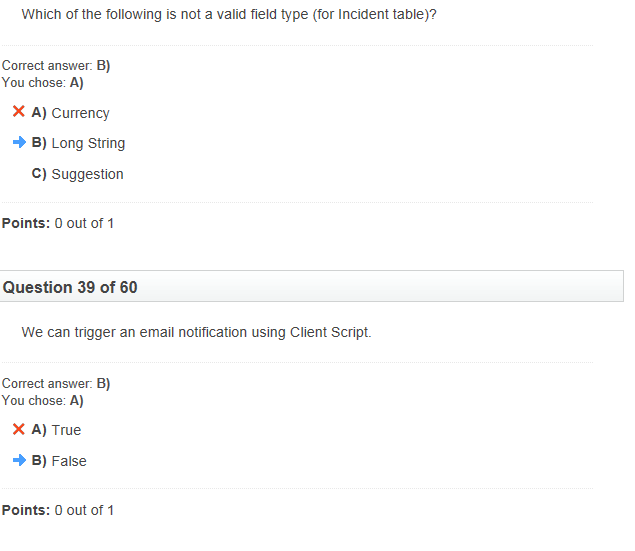 Which of the following is not a valid field type (for Incident table)?
Correct answer: B)
You chose: A)
A) Currency
B) Long String
C) Suggestion
Points: 0 out of 1
Question 39 of 60
We can trigger an email notification using Client Script.
Correct answer: B)
You chose: A)
A) True
B) False
Points: 0 out of 1